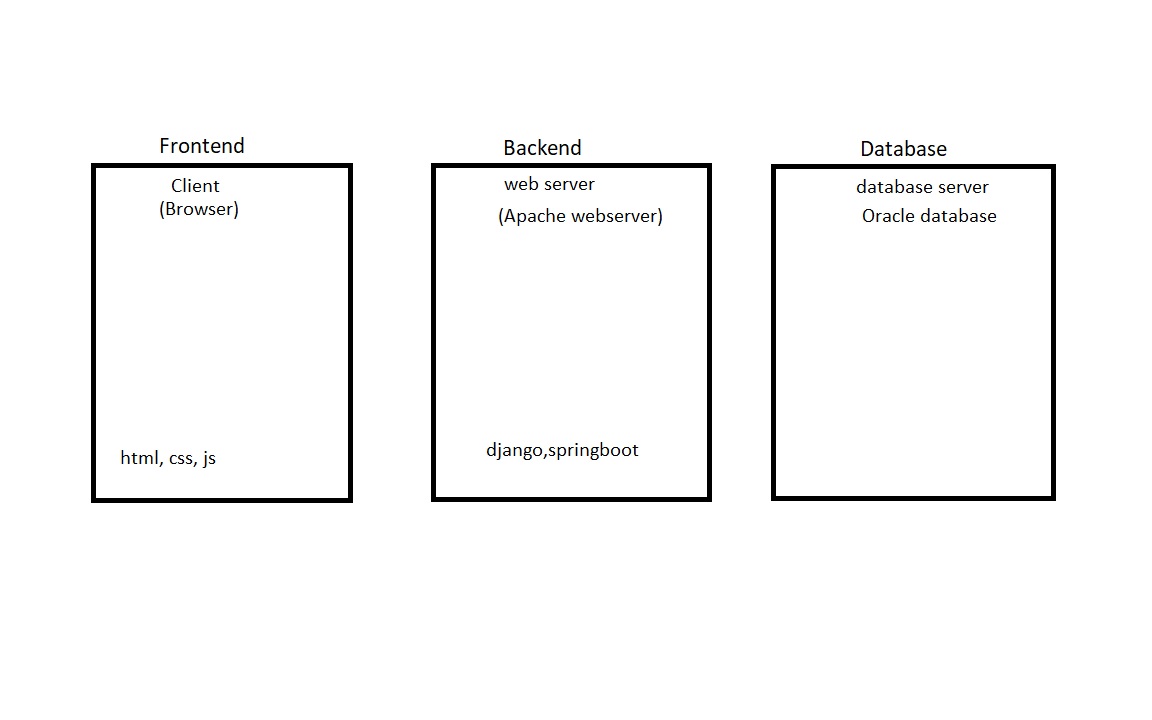 Frontend
Client
(Browser)
html, css, js
Backend
web server
(Apache webserver)
django,springboot
Database
database server
Oracle database